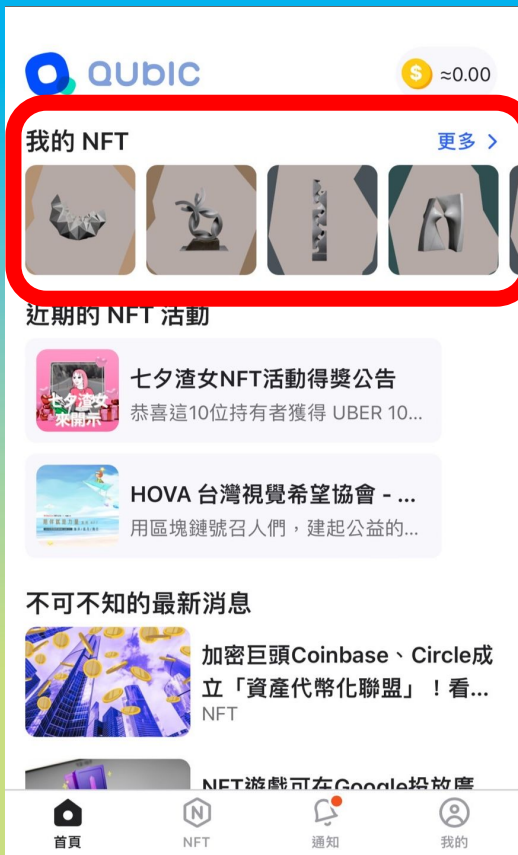 QUBIC
$ ≈0.00
我的 NFT
更多 >
近期的 NFT 活動
七夕渣女
來開示
七夕渣女NFT活動得獎公告
恭喜這10位持有者獲得 UBER 10...
HOVA 台灣視覺希望協會 - ...
用區塊鏈號召人們，建起公益的...
不可不知的最新消息
加密巨頭Coinbase、Circle成
立「資產代幣化聯盟」！看...
NFT
NFT遊戲可在Google投放廣
N
首頁
NFT
通知
我的